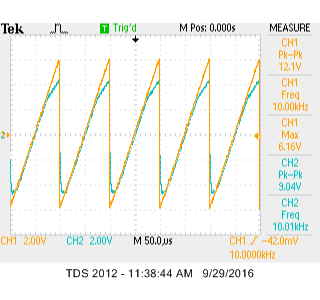 Tek Trig'd M Pos: 0.000s MEASURE
CH1
Pk-Pk
12.1V
CH1
Freq
10.00kHz
CH1
Max
6.16V
2
CH2
Pk-Pk
9.04V
CH2
Freq
10.01kHz
CH1 2.00V CH2 2.00V M 50.0µs CH1 / -42.0mV
10.0000kHz
TDS 2012 - 11:38:44 AM 9/29/2016